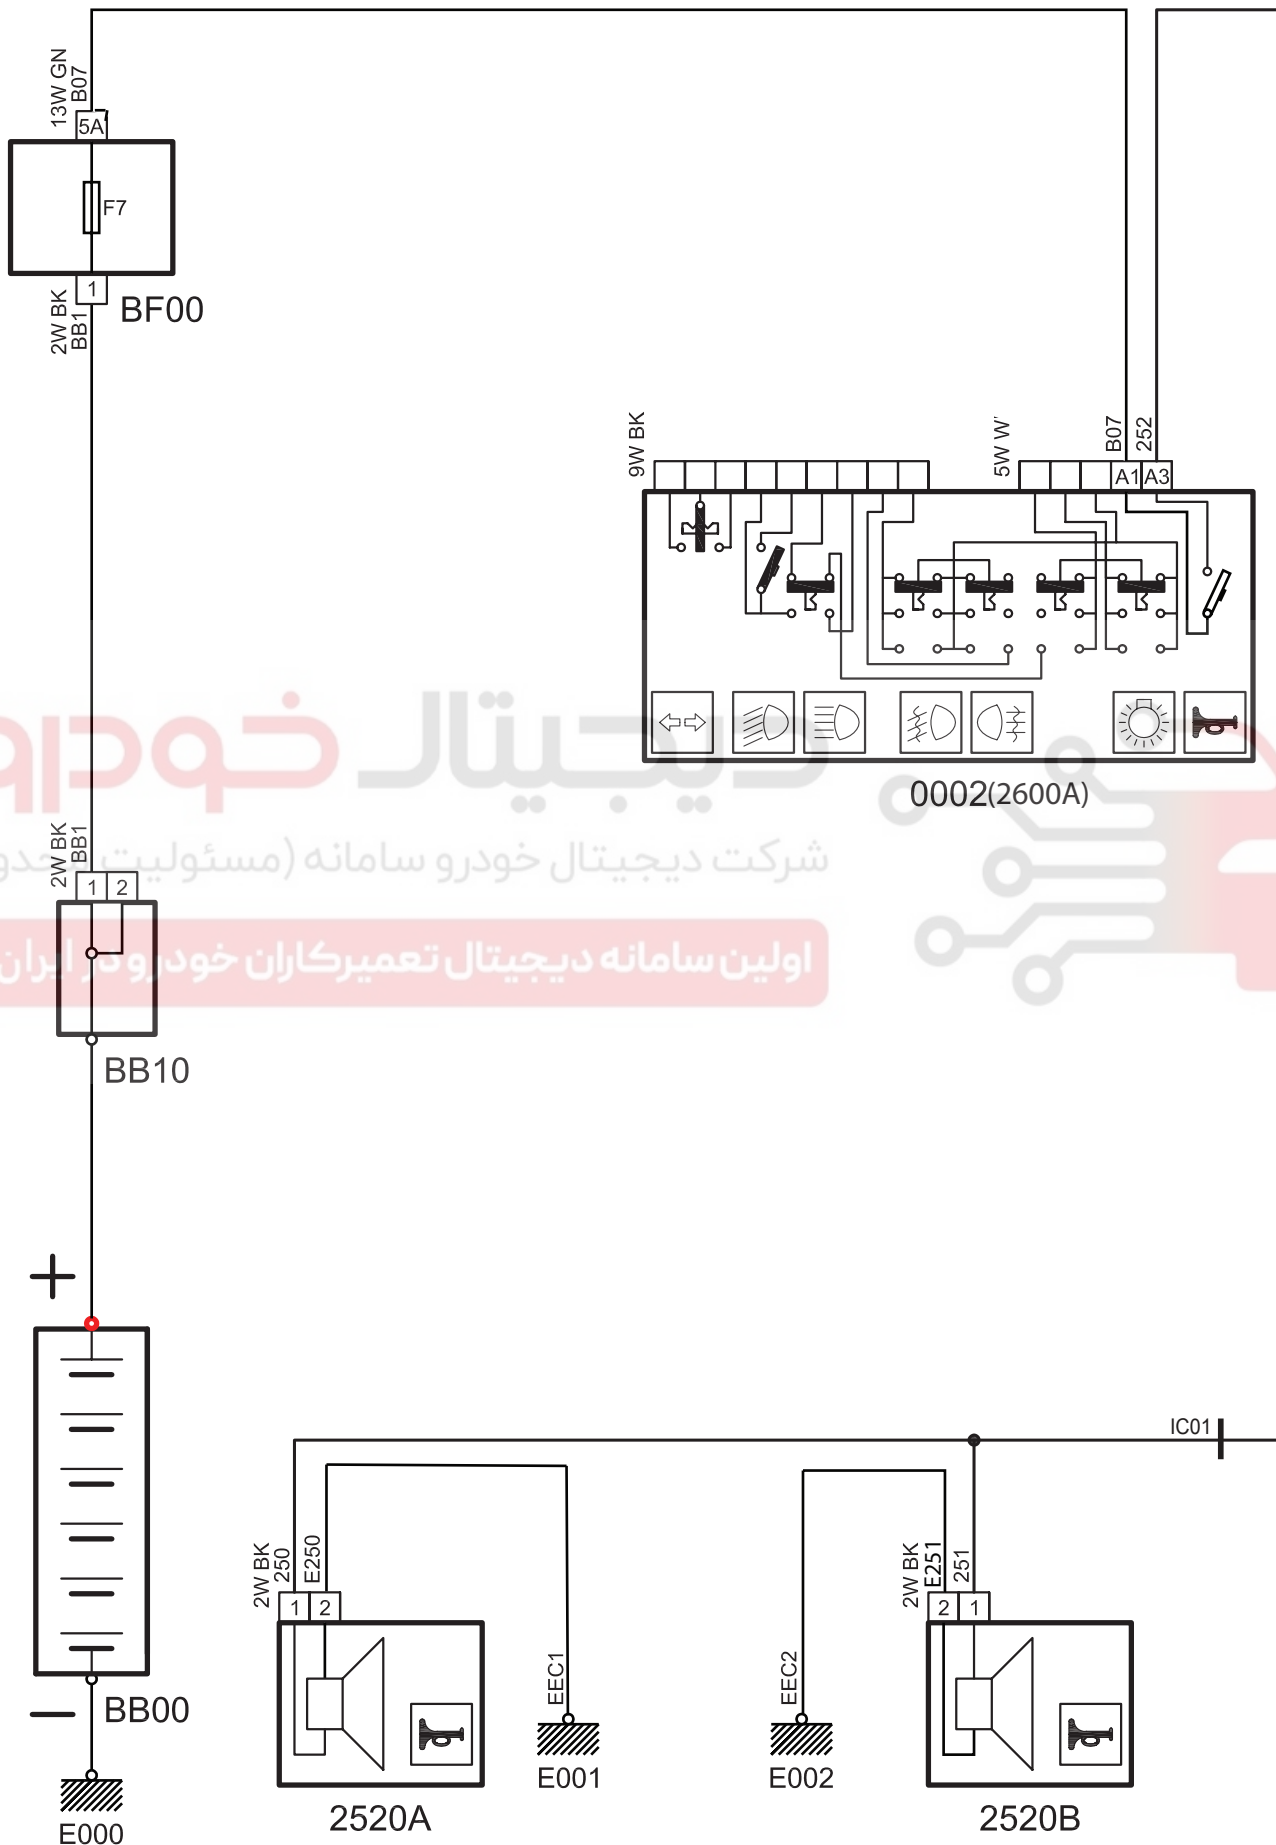 13W GN
B07
5A
F7
1
2W BK
BB1
BF00
9W BK
5W W
B07
252
A1
A3
0002(2600A)
دیجیتال خودرو
شرکت دیجیتال خودرو سامانه (مسئولیت
اولین سامانه دیجیتال تعمیرکاران خودرو در ایران
2W BK
BB1
1
2
BB10
+
−
BB00
E000
IC01
2W BK
250
E250
1
2
EEC1
E001
2520A
EEC2
E002
2W BK
E251
251
2
1
2520B